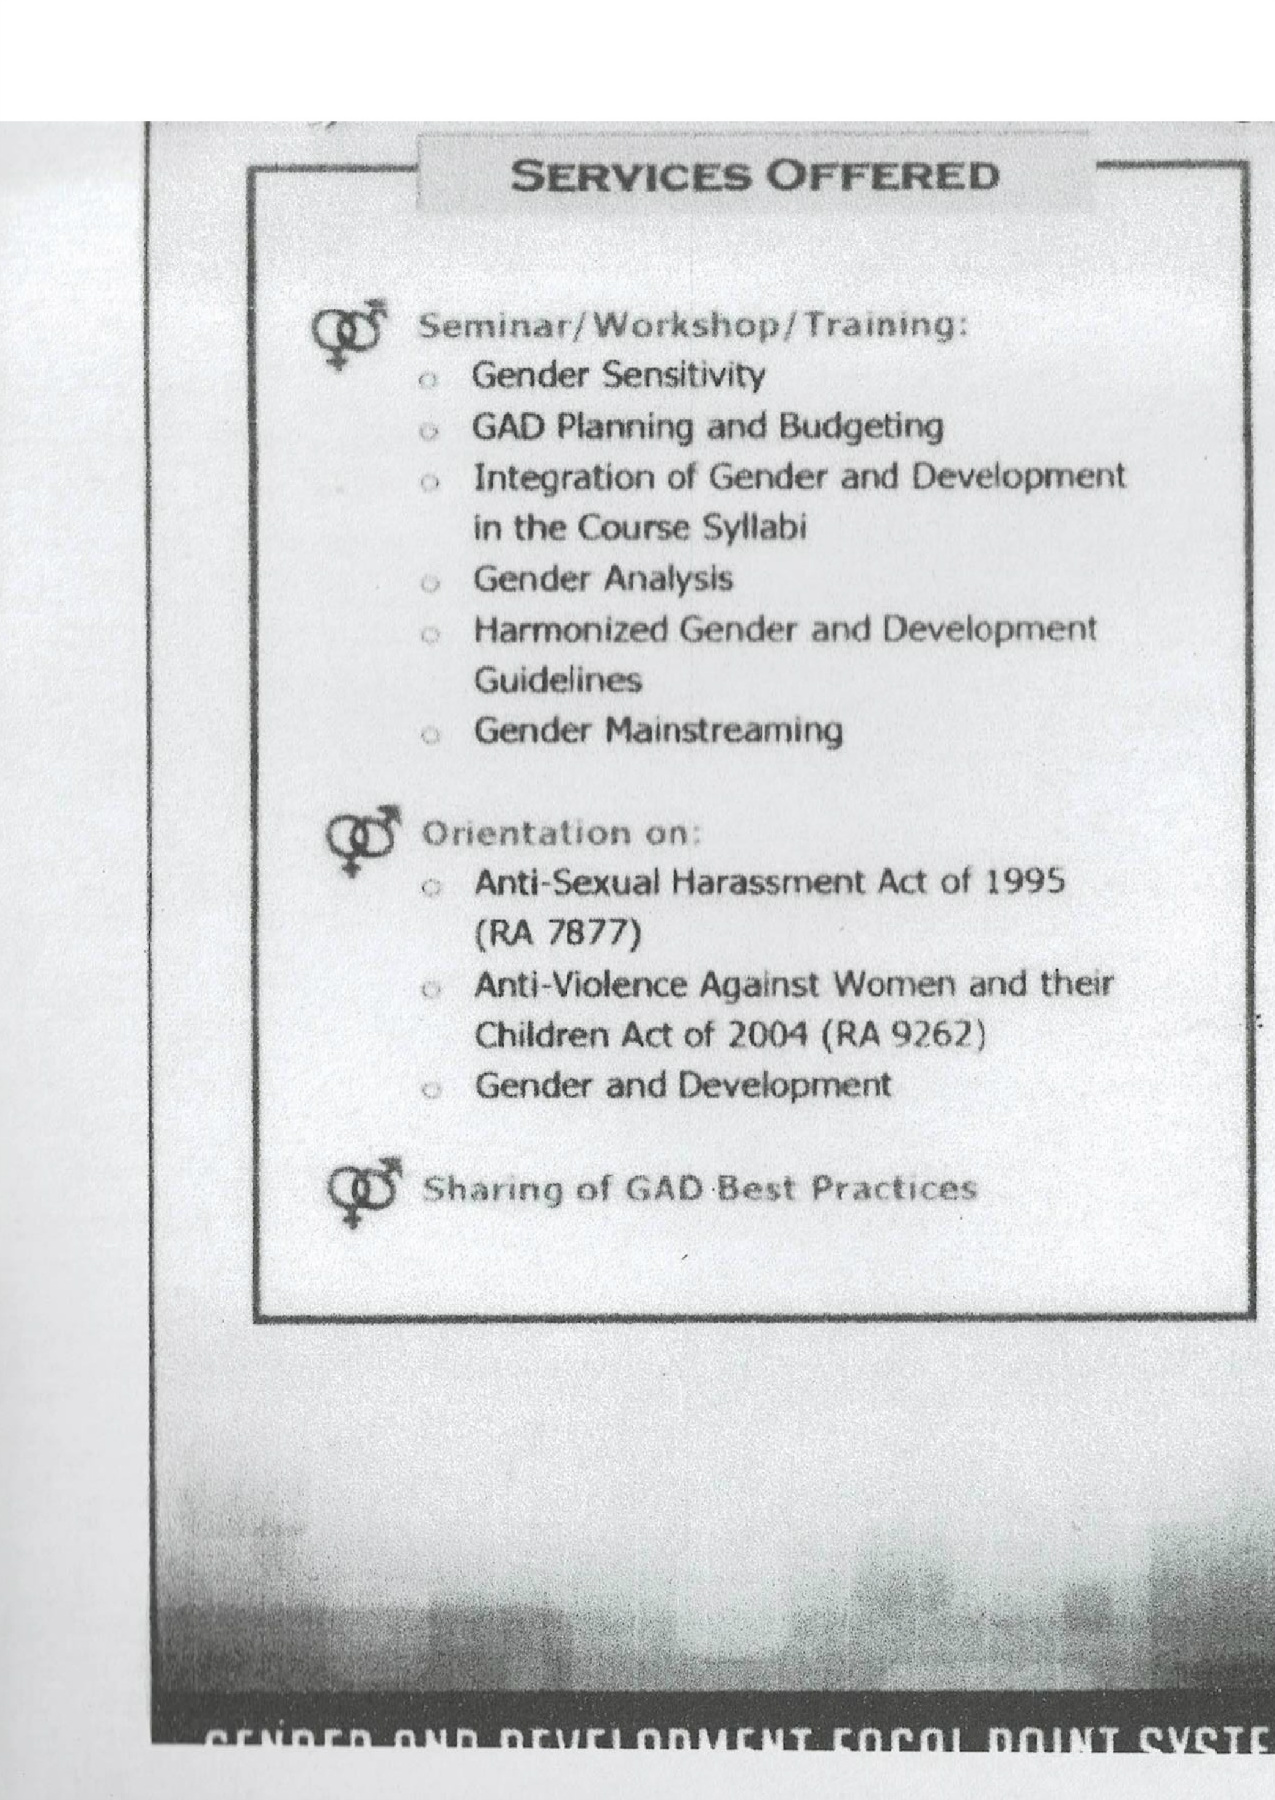 SERVICES OFFERED
Seminar/Workshop/Training:
o Gender Sensitivity
o GAD Planning and Budgeting
o Integration of Gender and Development
in the Course Syllabi
o Gender Analysis
o Harmonized Gender and Development
Guidelines
o Gender Mainstreaming
Orientation on:
o Anti-Sexual Harassment Act of 1995
(RA 7877)
o Anti-Violence Against Women and their
Children Act of 2004 (RA 9262)
o Gender and Development
Sharing of GAD Best Practices
GENDER AND DEVELOPMENT FOCAL POINT SYSTE